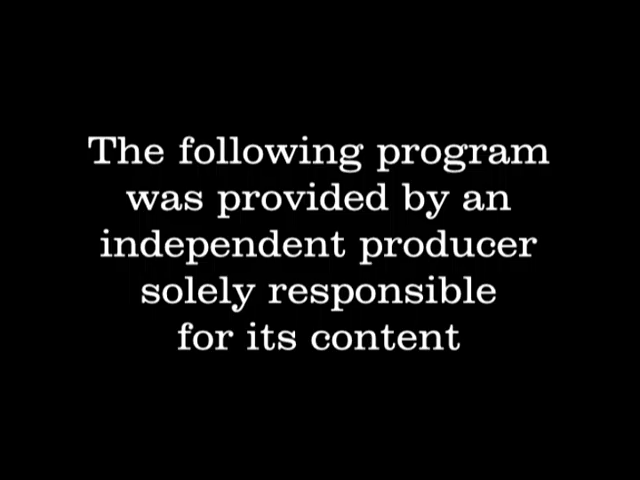 The following program
was provided by an
independent producer
solely responsible
for its content